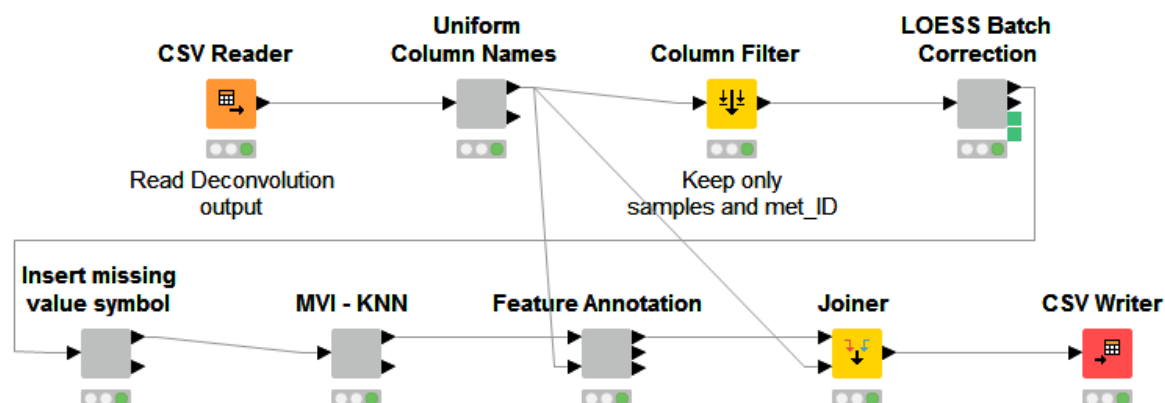 Uniform
Column Names
LOESS Batch
Correction
CSV Reader
Column Filter
Read Deconvolution
output
Keep only
samples and met_ID
Insert missing
value symbol
MVI - KNN
Feature Annotation
Joiner
CSV Writer